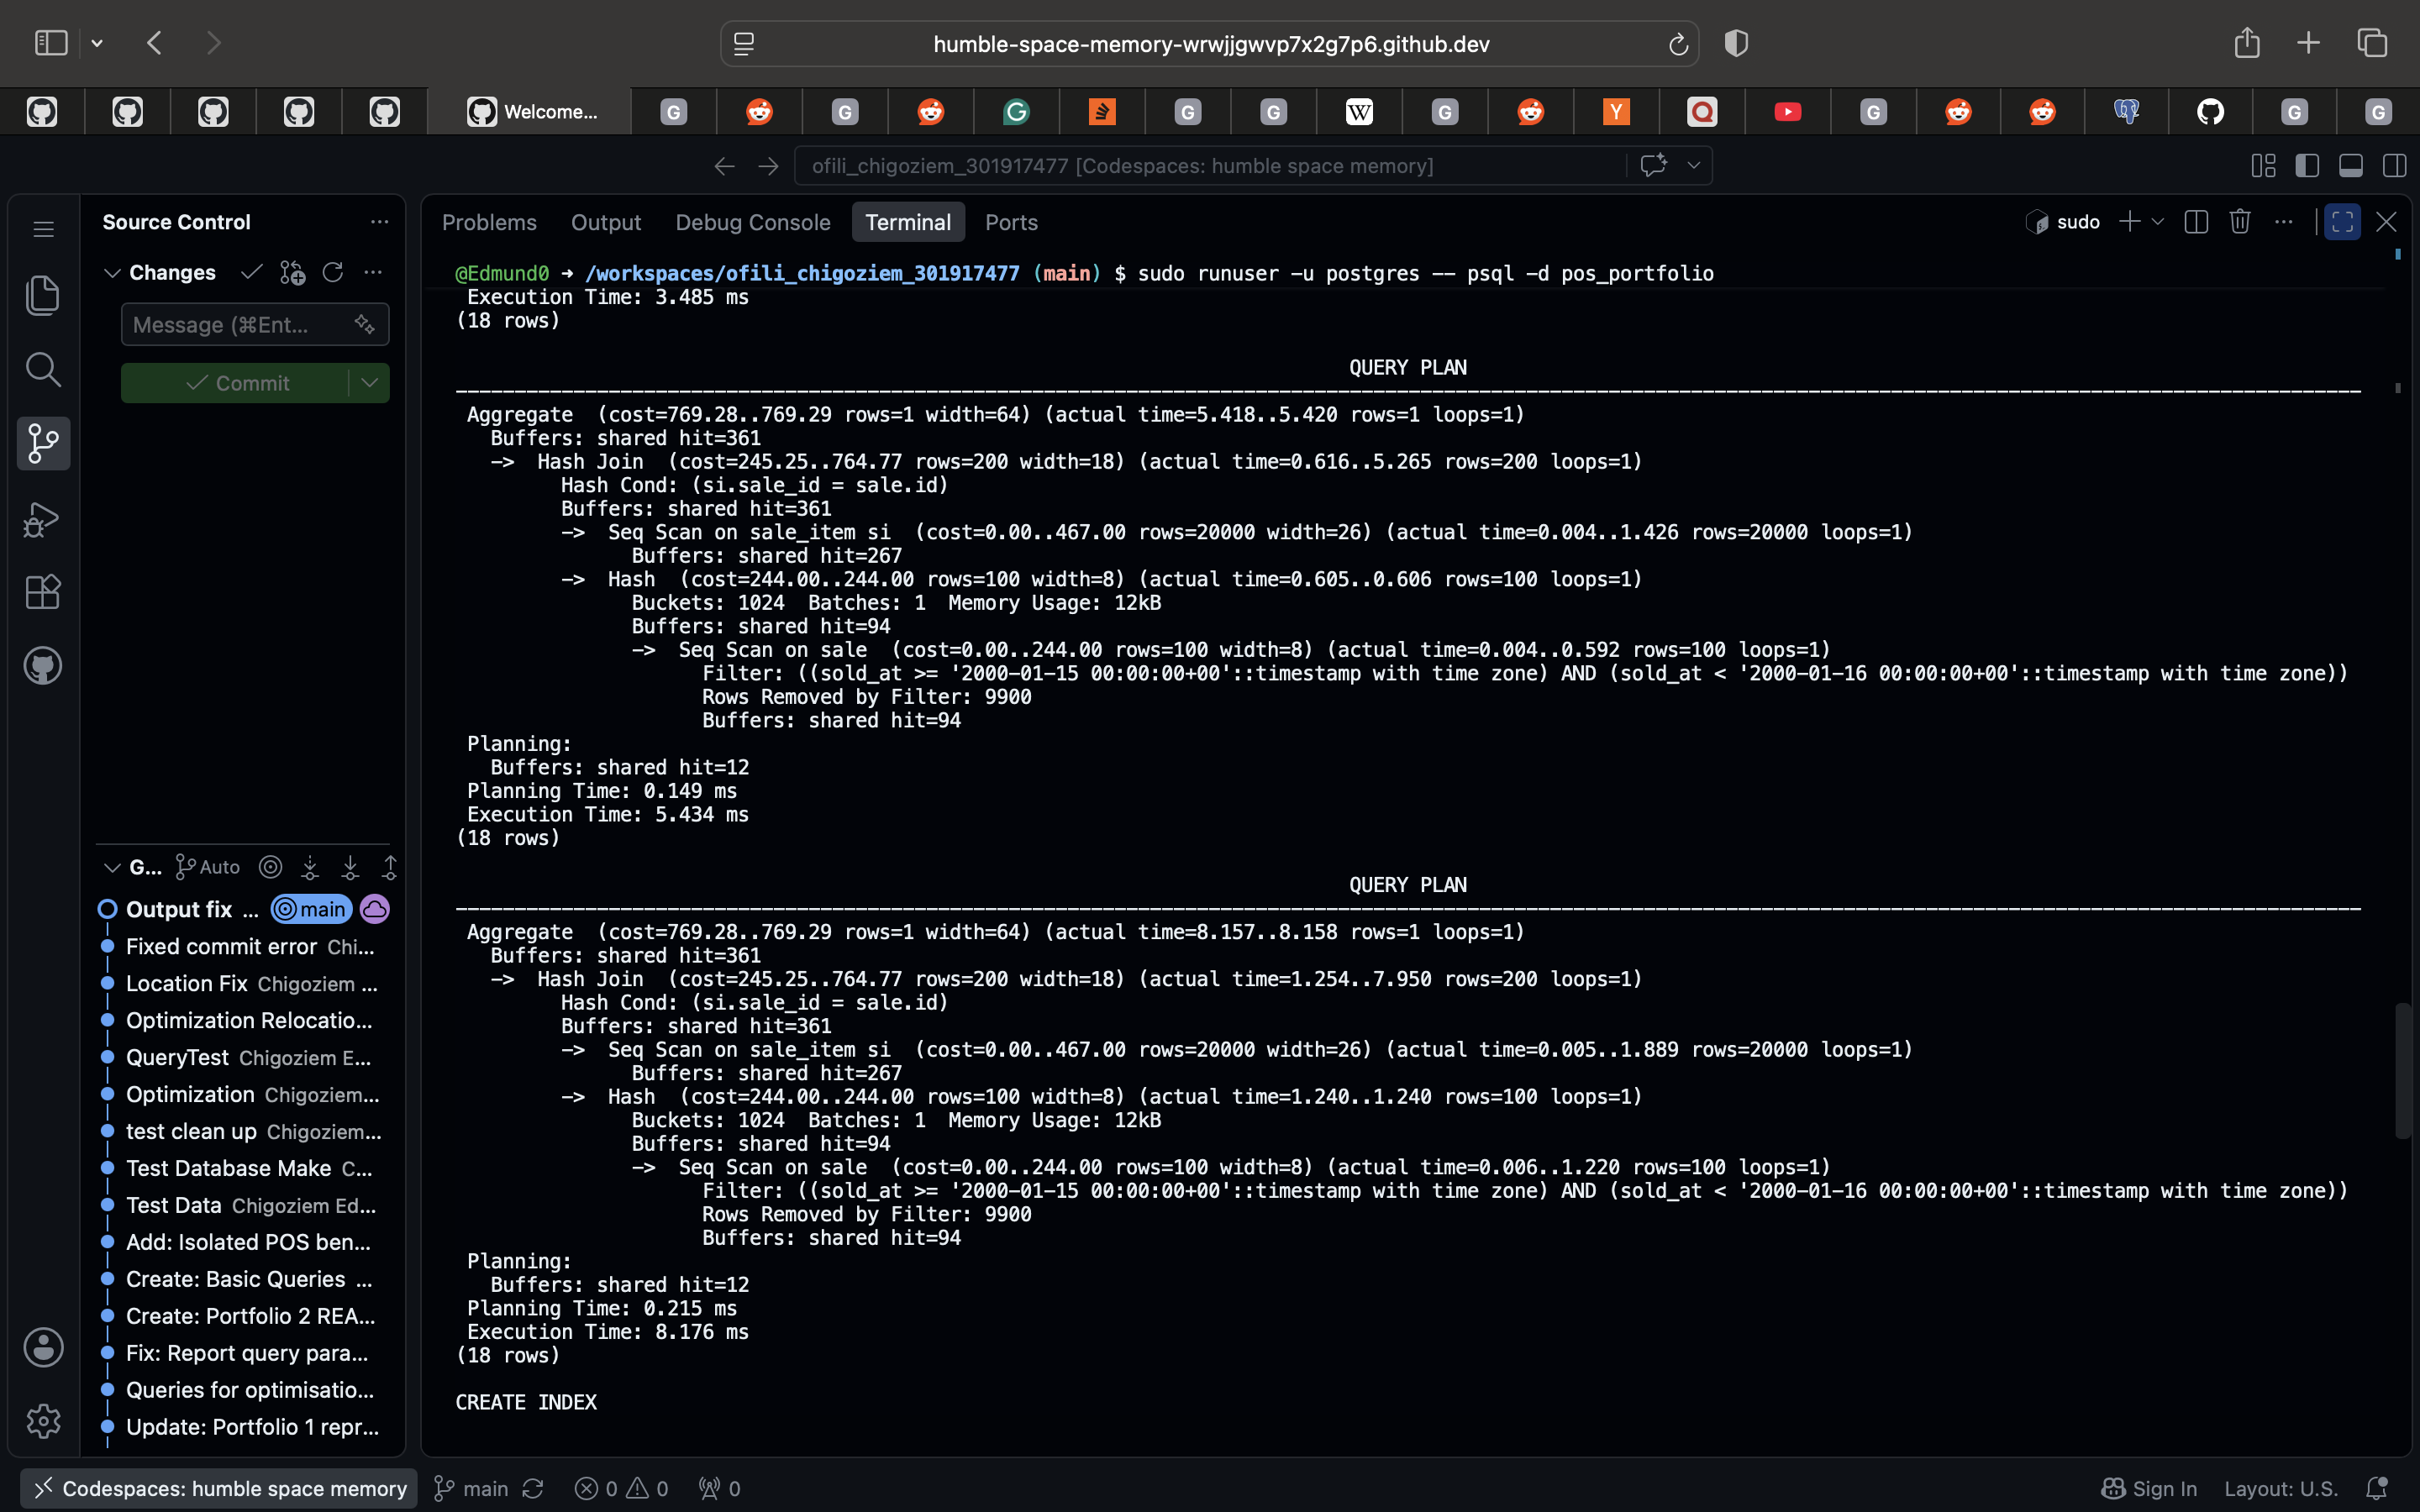 humble-space-memory-wrwjjgwvp7x2g7p6.github.dev
Welcome...
ofili_chigoziem_301917477 [Codespaces: humble space memory]
Source Control
Changes
Message (⌘Ent...
Commit
G...
Auto
Output fix ... main
Fixed commit error Chi...
Location Fix Chigoziem ...
Optimization Relocatio...
QueryTest Chigoziem E...
Optimization Chigoziem...
test clean up Chigoziem...
Test Database Make C...
Test Data Chigoziem Ed...
Add: Isolated POS ben...
Create: Basic Queries ...
Create: Portfolio 2 REA...
Fix: Report query para...
Queries for optimisatio...
Update: Portfolio 1 repr...
Problems Output Debug Console Terminal Ports
sudo
@Edmund0 → /workspaces/ofili_chigoziem_301917477 (main) $ sudo runuser -u postgres -- psql -d pos_portfolio
Execution Time: 3.485 ms
(18 rows)
QUERY PLAN
Aggregate  (cost=769.28..769.29 rows=1 width=64) (actual time=5.418..5.420 rows=1 loops=1)
Buffers: shared hit=361
->  Hash Join  (cost=245.25..764.77 rows=200 width=18) (actual time=0.616..5.265 rows=200 loops=1)
Hash Cond: (si.sale_id = sale.id)
Buffers: shared hit=361
->  Seq Scan on sale_item si  (cost=0.00..467.00 rows=20000 width=26) (actual time=0.004..1.426 rows=20000 loops=1)
Buffers: shared hit=267
->  Hash  (cost=244.00..244.00 rows=100 width=8) (actual time=0.605..0.606 rows=100 loops=1)
Buckets: 1024  Batches: 1  Memory Usage: 12kB
Buffers: shared hit=94
->  Seq Scan on sale  (cost=0.00..244.00 rows=100 width=8) (actual time=0.004..0.592 rows=100 loops=1)
Filter: ((sold_at >= '2000-01-15 00:00:00+00'::timestamp with time zone) AND (sold_at < '2000-01-16 00:00:00+00'::timestamp with time zone))
Rows Removed by Filter: 9900
Buffers: shared hit=94
Planning:
Buffers: shared hit=12
Planning Time: 0.149 ms
Execution Time: 5.434 ms
(18 rows)
QUERY PLAN
Aggregate  (cost=769.28..769.29 rows=1 width=64) (actual time=8.157..8.158 rows=1 loops=1)
Buffers: shared hit=361
->  Hash Join  (cost=245.25..764.77 rows=200 width=18) (actual time=1.254..7.950 rows=200 loops=1)
Hash Cond: (si.sale_id = sale.id)
Buffers: shared hit=361
->  Seq Scan on sale_item si  (cost=0.00..467.00 rows=20000 width=26) (actual time=0.005..1.889 rows=20000 loops=1)
Buffers: shared hit=267
->  Hash  (cost=244.00..244.00 rows=100 width=8) (actual time=1.240..1.240 rows=100 loops=1)
Buckets: 1024  Batches: 1  Memory Usage: 12kB
Buffers: shared hit=94
->  Seq Scan on sale  (cost=0.00..244.00 rows=100 width=8) (actual time=0.006..1.220 rows=100 loops=1)
Filter: ((sold_at >= '2000-01-15 00:00:00+00'::timestamp with time zone) AND (sold_at < '2000-01-16 00:00:00+00'::timestamp with time zone))
Rows Removed by Filter: 9900
Buffers: shared hit=94
Planning:
Buffers: shared hit=12
Planning Time: 0.215 ms
Execution Time: 8.176 ms
(18 rows)
CREATE INDEX
Codespaces: humble space memory main 0 0 0 Sign In Layout: U.S.